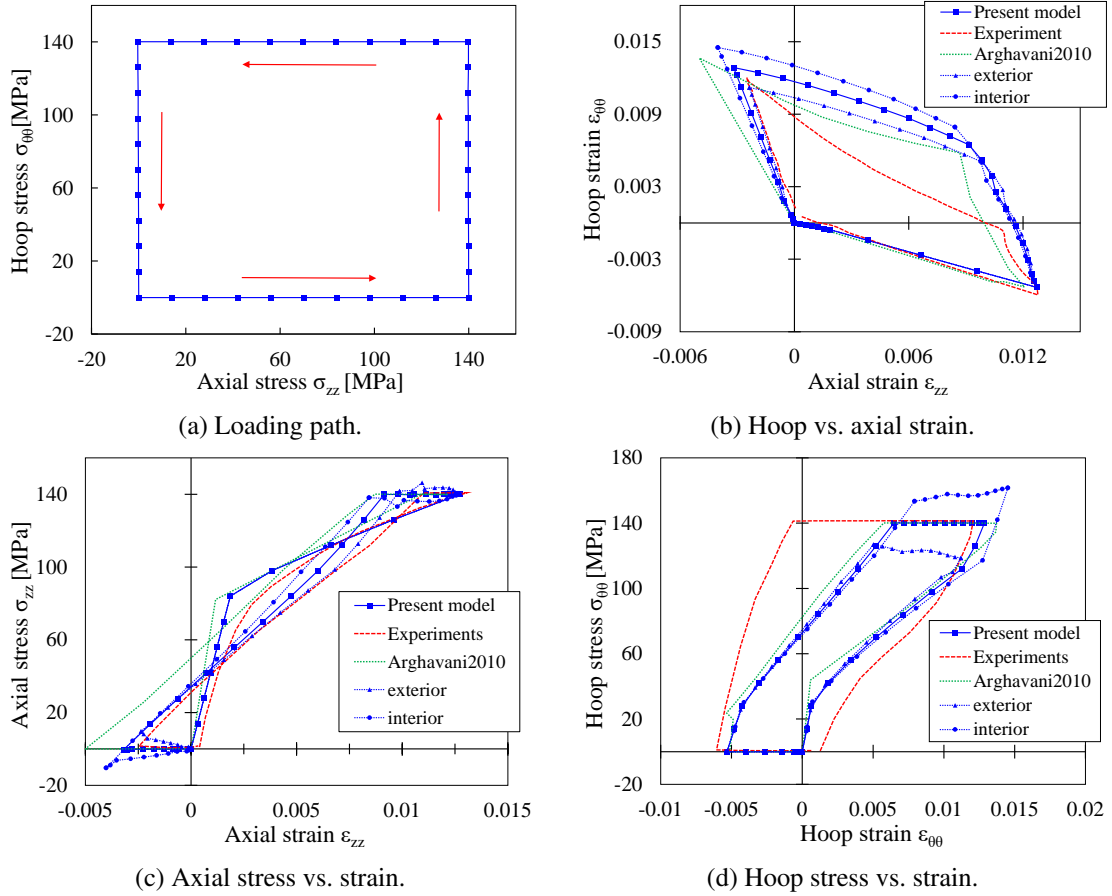 140
100
60
20
-20
Hoop stress σθθ [MPa]
-20 20 60 100 140
Axial stress σzz [MPa]
(a) Loading path.
Present model
Experiment
Arghavani2010
exterior
interior
0.015
0.009
0.003
-0.003
-0.009
Hoop strain εθθ
-0.006 0 0.006 0.012
Axial strain εzz
(b) Hoop vs. axial strain.
140
100
60
20
-20
Axial stress σzz [MPa]
Present model
Experiments
Arghavani2010
exterior
interior
-0.005 0 0.005 0.01 0.015
Axial strain εzz
(c) Axial stress vs. strain.
180
140
100
60
20
-20
Hoop stress σθθ [MPa]
Present model
Experiments
Arghavani2010
exterior
interior
-0.01 -0.005 0 0.005 0.01 0.015 0.02
Hoop strain εθθ
(d) Hoop stress vs. strain.